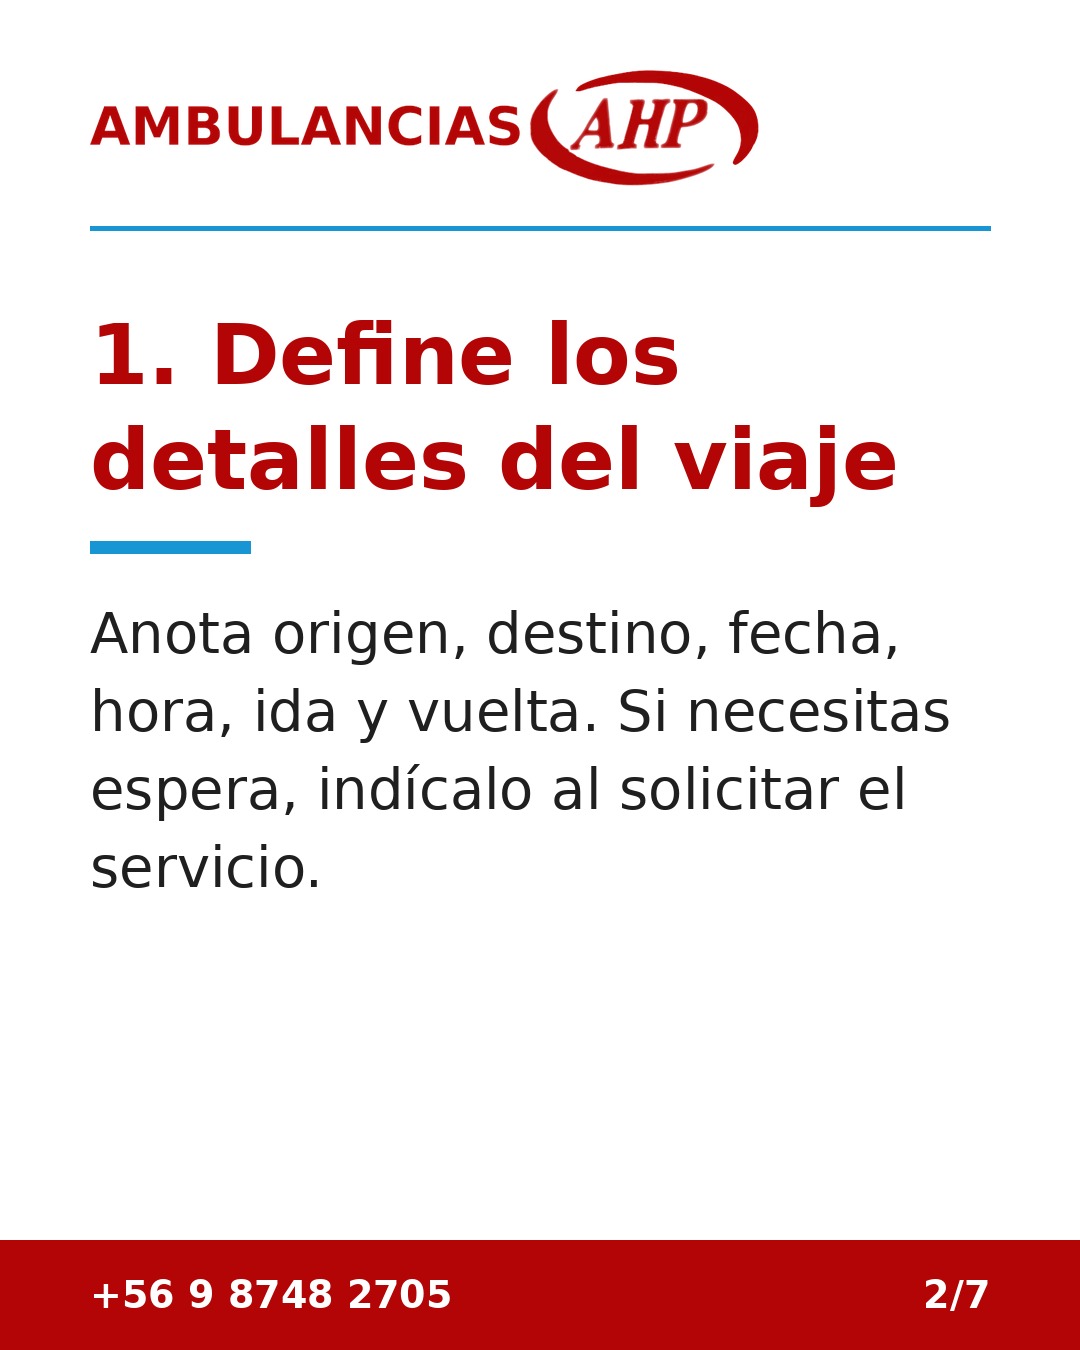 AMBULANCIAS AHP
1. Define los
detalles del viaje
Anota origen, destino, fecha,
hora, ida y vuelta. Si necesitas
espera, indícalo al solicitar el
servicio.
+56 9 8748 2705
2/7